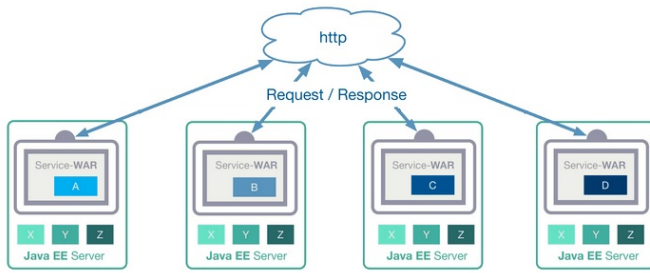 http
Request / Response
Service-WAR Service-WAR Service-WAR Service-WAR
A B C D
X Y Z X Y Z X Y Z X Y Z
Java EE Server Java EE Server Java EE Server Java EE Server